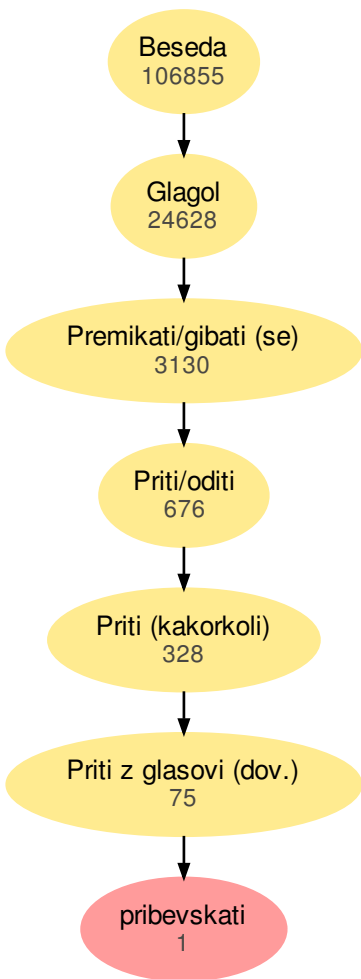 Beseda
106855
Glagol
24628
Premikati/gibati (se)
3130
Priti/oditi
676
Priti (kakorkoli)
328
Priti z glasovi (dov.)
75
pribevskati
1